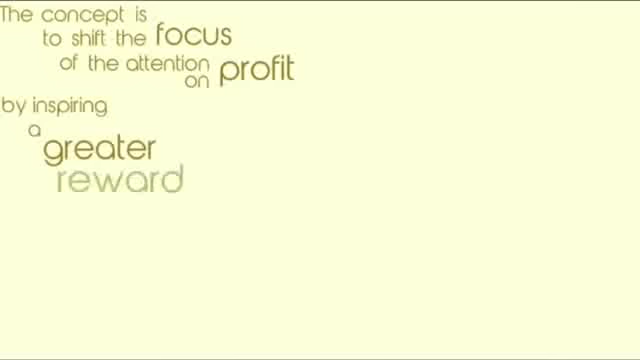 The concept is
to shift the focus
of the attention
on profit
by inspiring
a
greater
reward